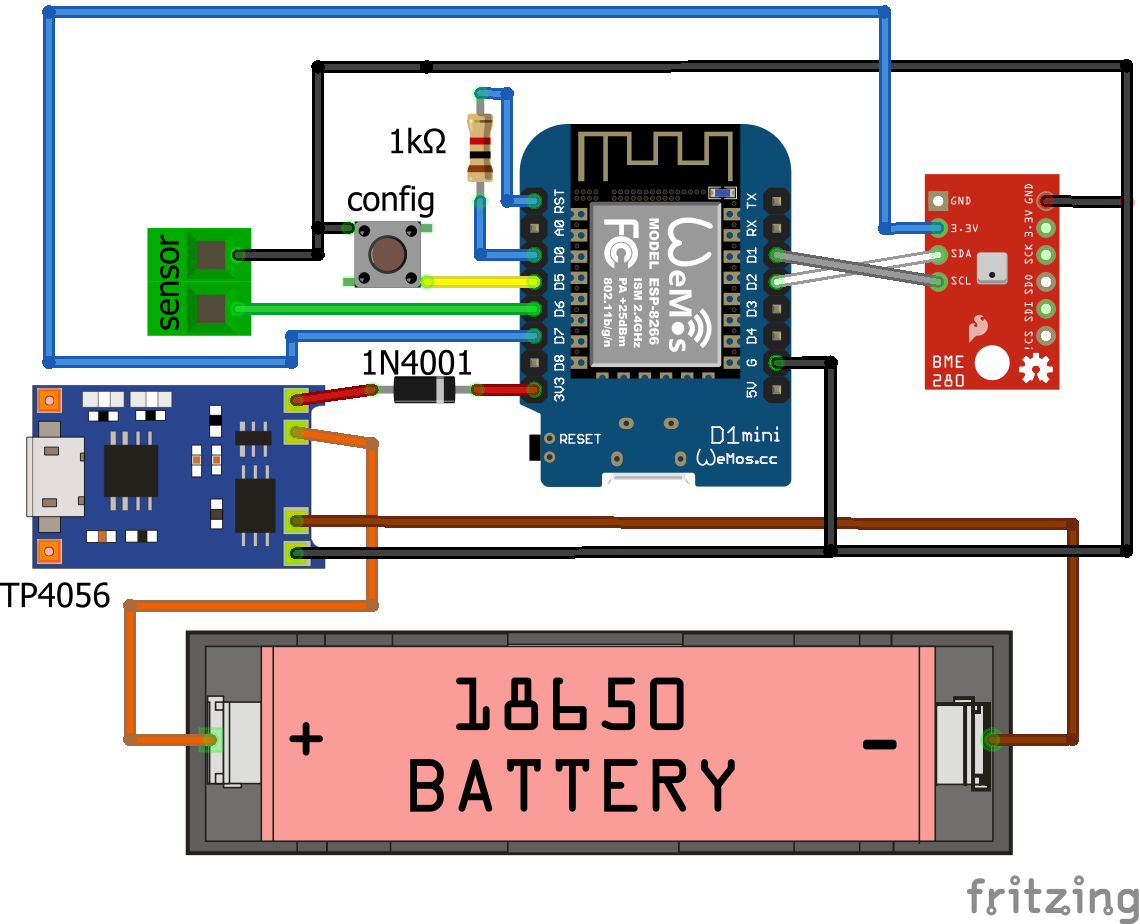 1kΩ
config
sensor
1N4001
TP4056
RST
A0
D0
D5
D6
D7
D8
3V3
TX
RX
D1
D2
D3
D4
G
5V
WeMos
MODEL ESP-8266
ISM 2.4GHz
PA +25dBm
802.11b/g/n
FC
RESET
D1mini
WeMos.cc
GND
3.3V
SDA
SCL
GND
3.3V
SCK
SDO
SDI
!CS
BME
280
18650
+ -
BATTERY
fritzing